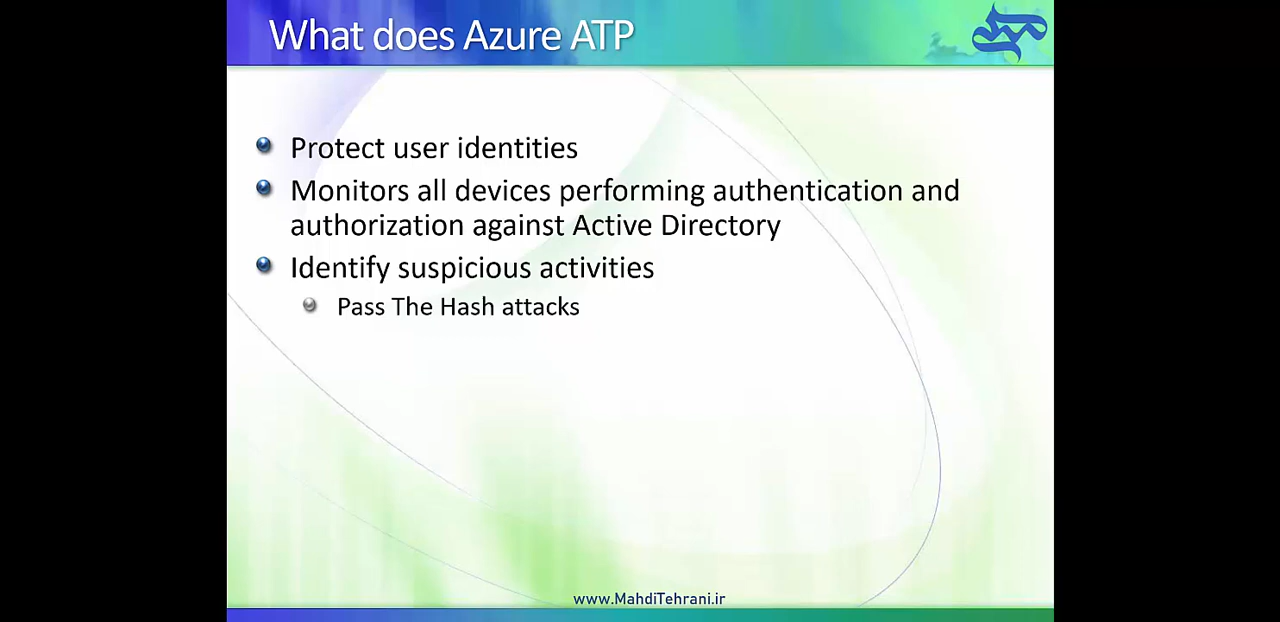 What does Azure ATP
Protect user identities
Monitors all devices performing authentication and
authorization against Active Directory
Identify suspicious activities
Pass The Hash attacks
www.MahdiTehrani.ir